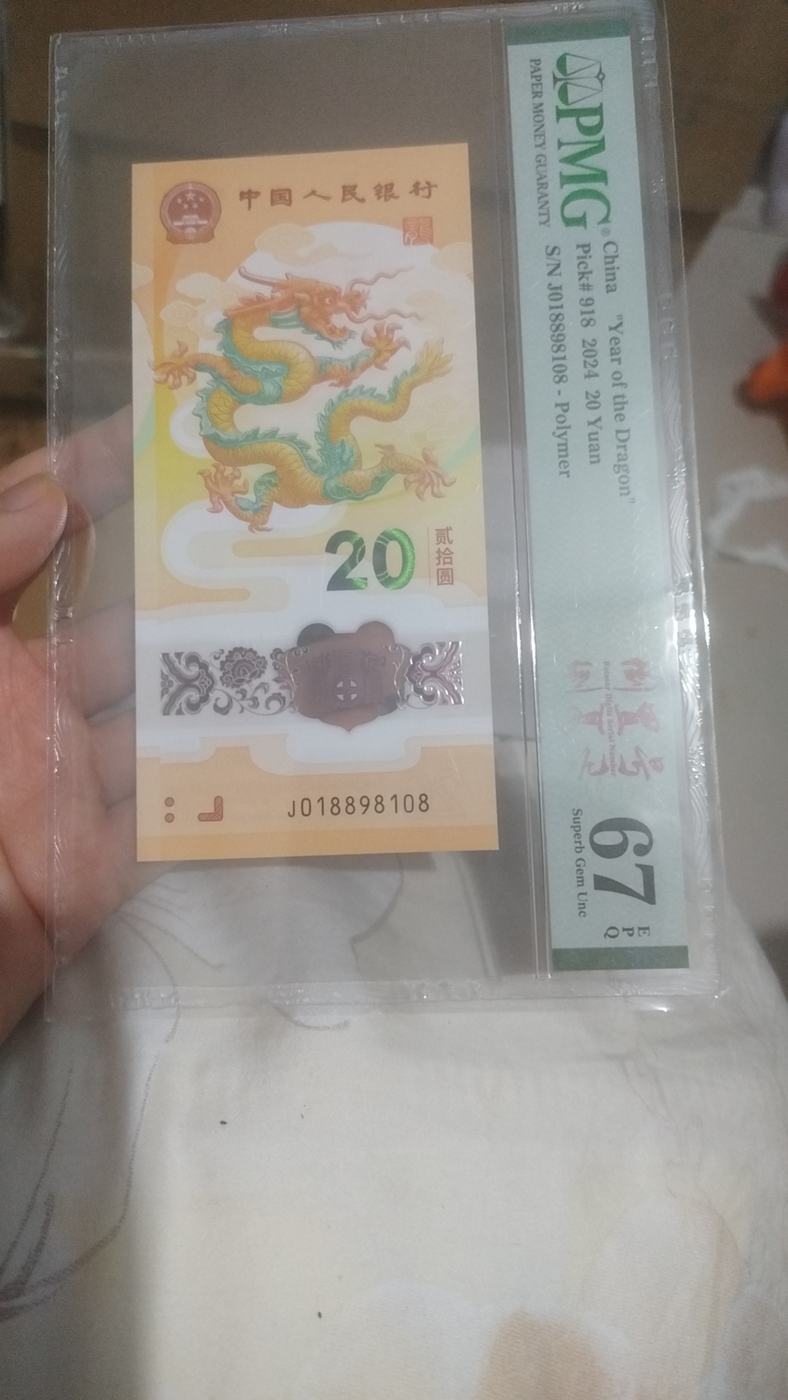 中国人民银行
20
贰拾圆
J018898108
PMG®
PAPER MONEY GUARANTY
China "Year of the Dragon"
Pick# 918 2024 20 Yuan
S/N J018898108 - Polymer
67
E
P
Q
Superb Gem Unc